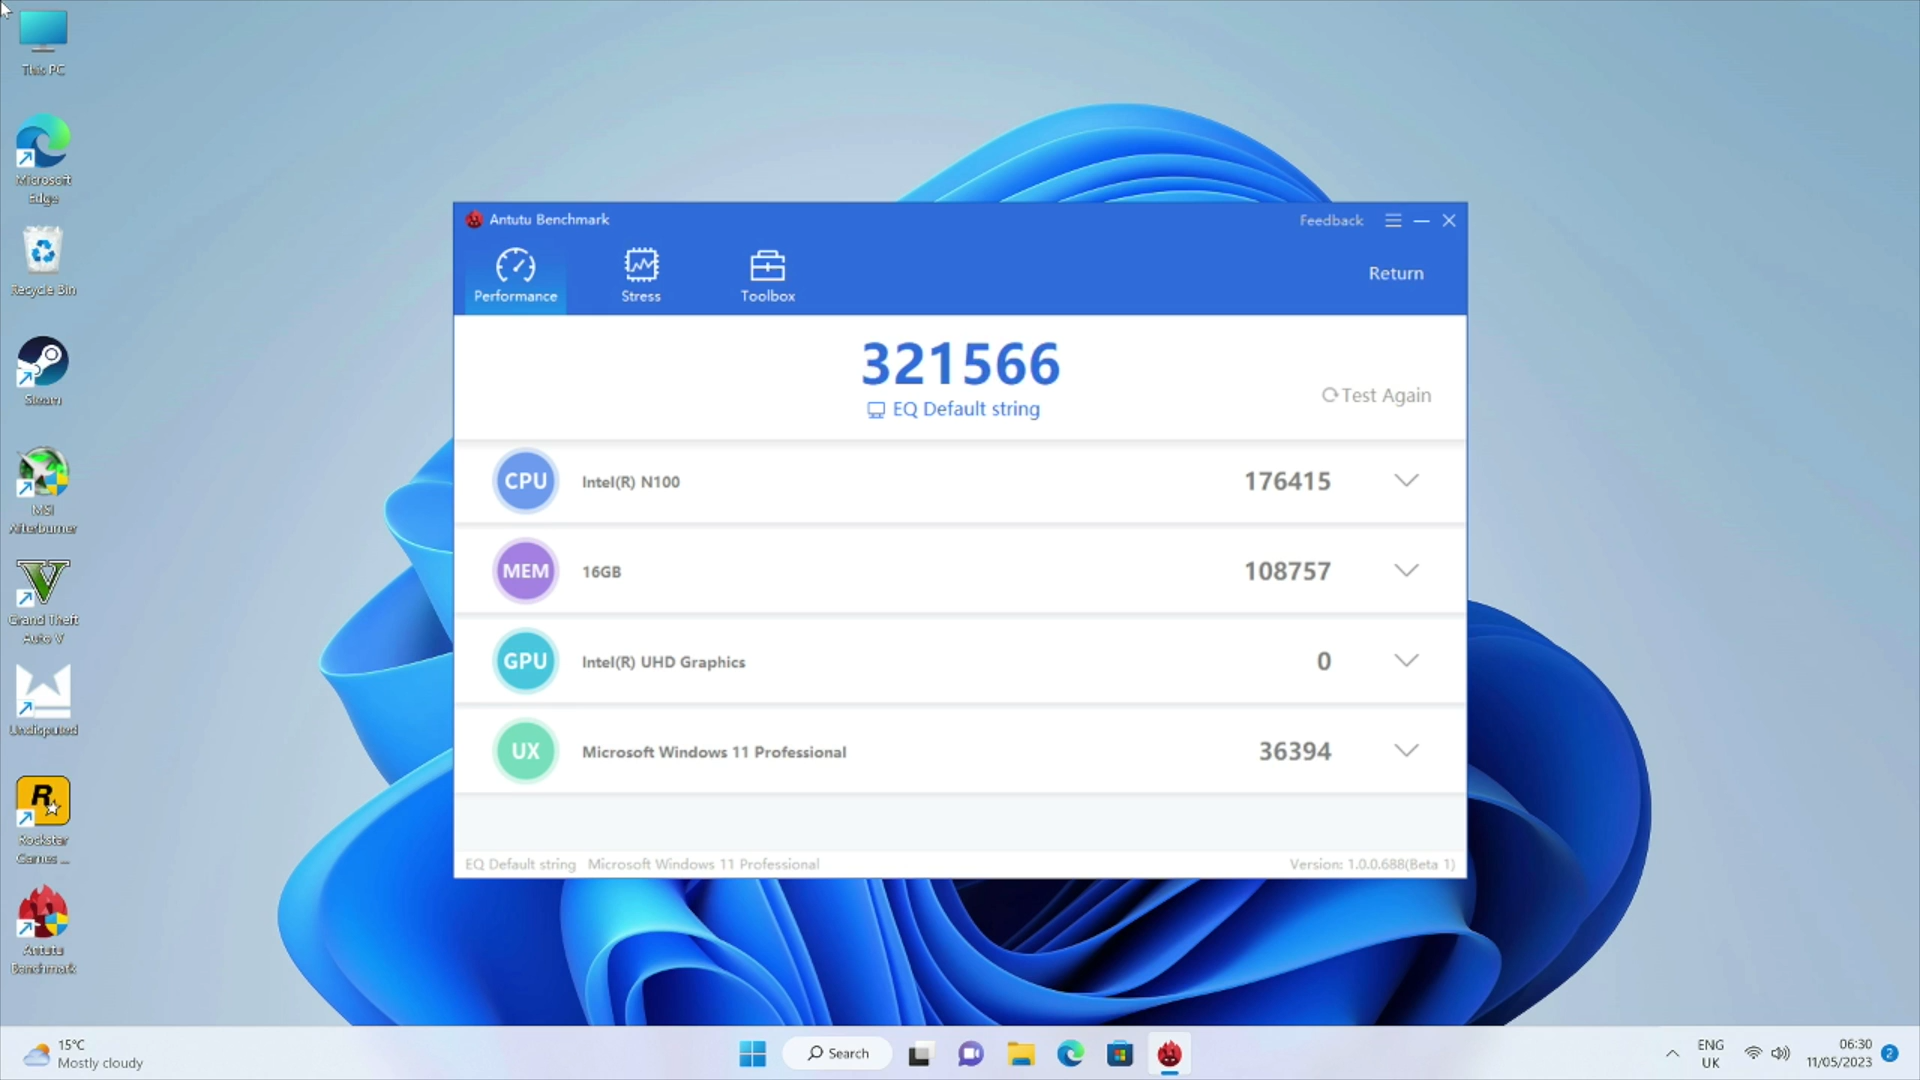 This PC
Microsoft
Edge
Recycle Bin
Steam
MSI
Afterburner
Grand Theft
Auto V
Undisputed
Rockstar
Games ...
Antutu
Benchmark
Antutu Benchmark
Feedback
Performance
Stress
Toolbox
Return
321566
EQ Default string
Test Again
CPU Intel(R) N100 176415
MEM 16GB 108757
GPU Intel(R) UHD Graphics 0
UX Microsoft Windows 11 Professional 36394
EQ Default string Microsoft Windows 11 Professional
Version: 1.0.0.688(Beta 1)
15°C
Mostly cloudy
Search
ENG
UK
06:30
11/05/2023
2